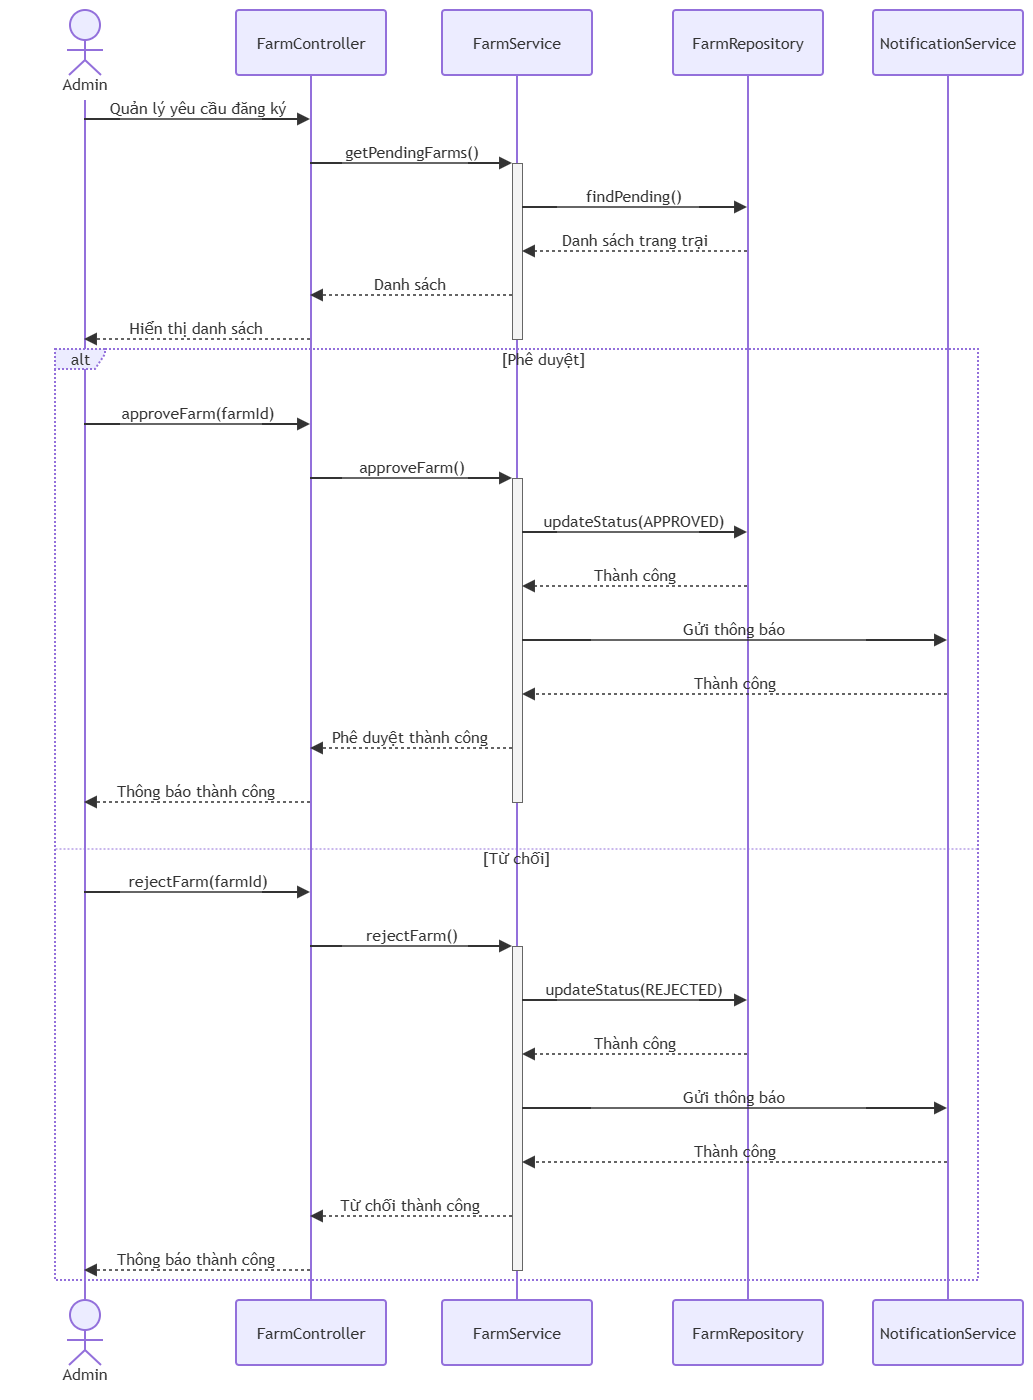 Admin
FarmController
FarmService
FarmRepository
NotificationService
Quản lý yêu cầu đăng ký
getPendingFarms()
findPending()
Danh sách trang trại
Danh sách
Hiển thị danh sách
alt
[Phê duyệt]
approveFarm(farmId)
approveFarm()
updateStatus(APPROVED)
Thành công
Gửi thông báo
Thành công
Phê duyệt thành công
Thông báo thành công
[Từ chối]
rejectFarm(farmId)
rejectFarm()
updateStatus(REJECTED)
Thành công
Gửi thông báo
Thành công
Từ chối thành công
Thông báo thành công
Admin
FarmController
FarmService
FarmRepository
NotificationService